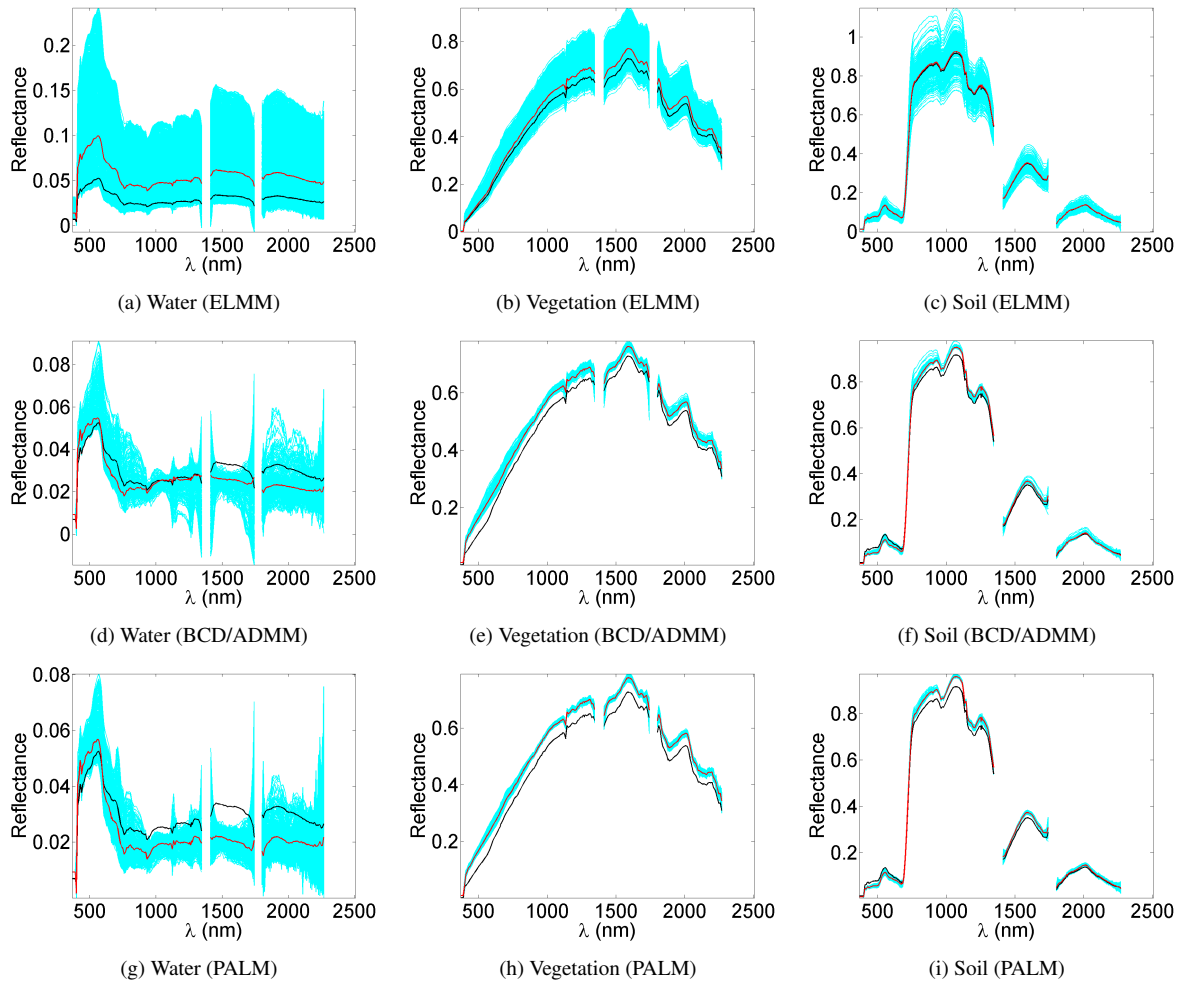 Reflectance
0.2
0.15
0.1
0.05
0
500 1000 1500 2000 2500
λ (nm)
(a) Water (ELMM)
Reflectance
0.8
0.6
0.4
0.2
0
500 1000 1500 2000 2500
λ (nm)
(b) Vegetation (ELMM)
Reflectance
1
0.8
0.6
0.4
0.2
0
500 1000 1500 2000 2500
λ (nm)
(c) Soil (ELMM)
Reflectance
0.08
0.06
0.04
0.02
0
500 1000 1500 2000 2500
λ (nm)
(d) Water (BCD/ADMM)
Reflectance
0.6
0.4
0.2
500 1000 1500 2000 2500
λ (nm)
(e) Vegetation (BCD/ADMM)
Reflectance
0.8
0.6
0.4
0.2
500 1000 1500 2000 2500
λ (nm)
(f) Soil (BCD/ADMM)
Reflectance
0.08
0.06
0.04
0.02
500 1000 1500 2000 2500
λ (nm)
(g) Water (PALM)
Reflectance
0.6
0.4
0.2
500 1000 1500 2000 2500
λ (nm)
(h) Vegetation (PALM)
Reflectance
0.8
0.6
0.4
0.2
500 1000 1500 2000 2500
λ (nm)
(i) Soil (PALM)